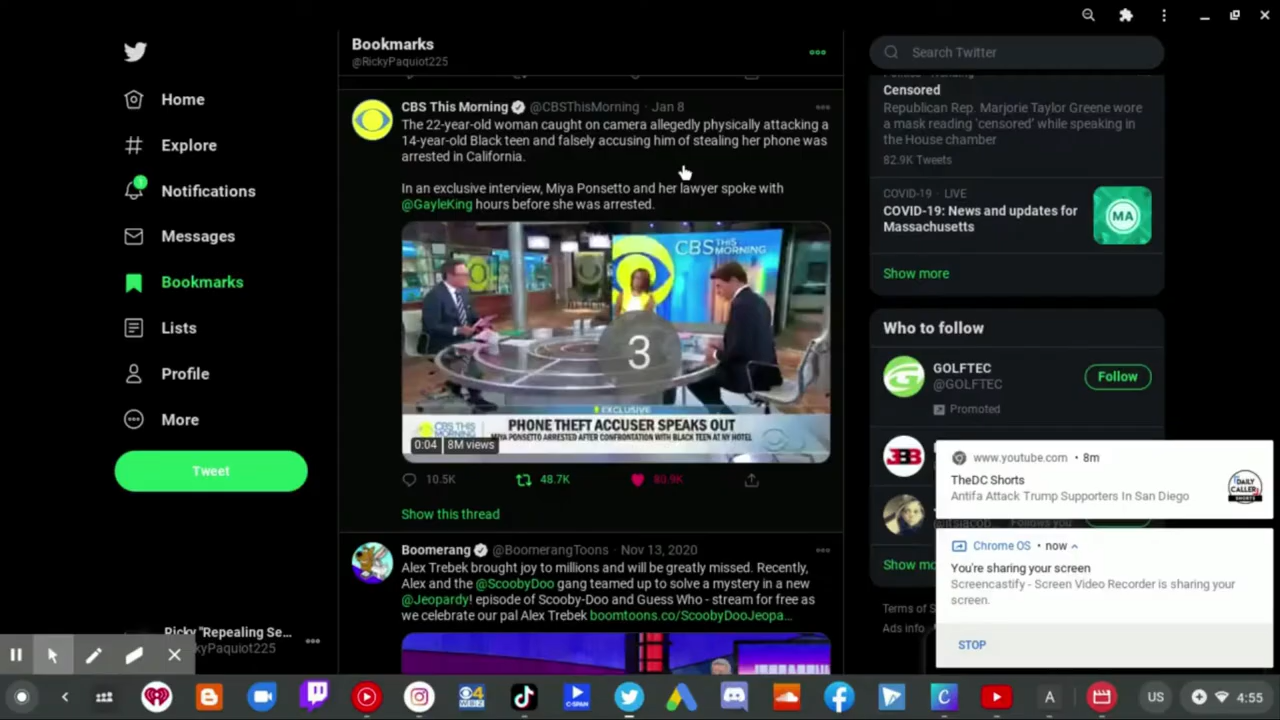 Bookmarks
@RickyPaquiot225
Home
Explore
Notifications
Messages
Bookmarks
Lists
Profile
More
Tweet
Ricky "Repealing Se...
kyPaquiot225
CBS This Morning @CBSThisMorning · Jan 8
The 22-year-old woman caught on camera allegedly physically attacking a
14-year-old Black teen and falsely accusing him of stealing her phone was
arrested in California.
In an exclusive interview, Miya Ponsetto and her lawyer spoke with
@GayleKing hours before she was arrested.
CBS THIS MORNING
3
EXCLUSIVE
PHONE THEFT ACCUSER SPEAKS OUT
MIYA PONSETTO ARRESTED AFTER CONFRONTATION WITH BLACK TEEN AT NY HOTEL
CBS THIS MORNING
0:04 8M views
10.5K 48.7K 80.9K
Show this thread
Boomerang @BoomerangToons · Nov 13, 2020
Alex Trebek brought joy to millions and will be greatly missed. Recently,
Alex and the @ScoobyDoo gang teamed up to solve a mystery in a new
@Jeopardy! episode of Scooby-Doo and Guess Who - stream for free as
we celebrate our pal Alex Trebek boomtoons.co/ScoobyDooJeopa...
Search Twitter
Censored
Republican Rep. Marjorie Taylor Greene wore
a mask reading 'censored' while speaking in
the House chamber
82.9K Tweets
COVID-19 · LIVE
COVID-19: News and updates for
Massachusetts
MA
Show more
Who to follow
GOLFTEC
@GOLFTEC
Promoted
Follow
www.youtube.com • 8m
TheDC Shorts
Antifa Attack Trump Supporters In San Diego
DAILY
CALLER
SHORTS
Follows you
Chrome OS • now
You're sharing your screen
Screencastify - Screen Video Recorder is sharing your
screen.
STOP
Show mo
Terms of S
Ads info
CBS 4
WBZ
C-SPAN
C
A
US
4:55